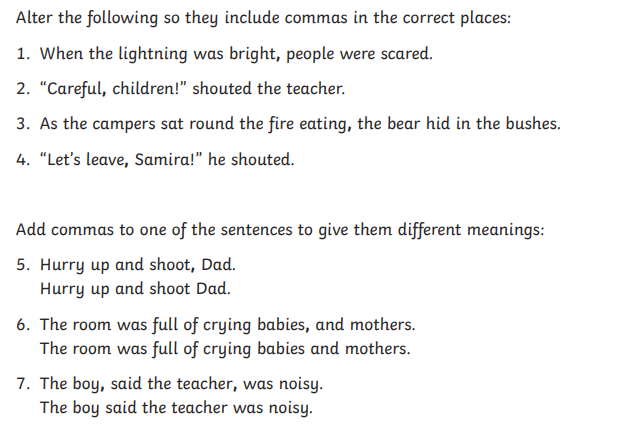 Alter the following so they include commas in the correct places:
1. When the lightning was bright, people were scared.
2. “Careful, children!” shouted the teacher.
3. As the campers sat round the fire eating, the bear hid in the bushes.
4. “Let’s leave, Samira!” he shouted.
Add commas to one of the sentences to give them different meanings:
5. Hurry up and shoot, Dad.
Hurry up and shoot Dad.
6. The room was full of crying babies, and mothers.
The room was full of crying babies and mothers.
7. The boy, said the teacher, was noisy.
The boy said the teacher was noisy.